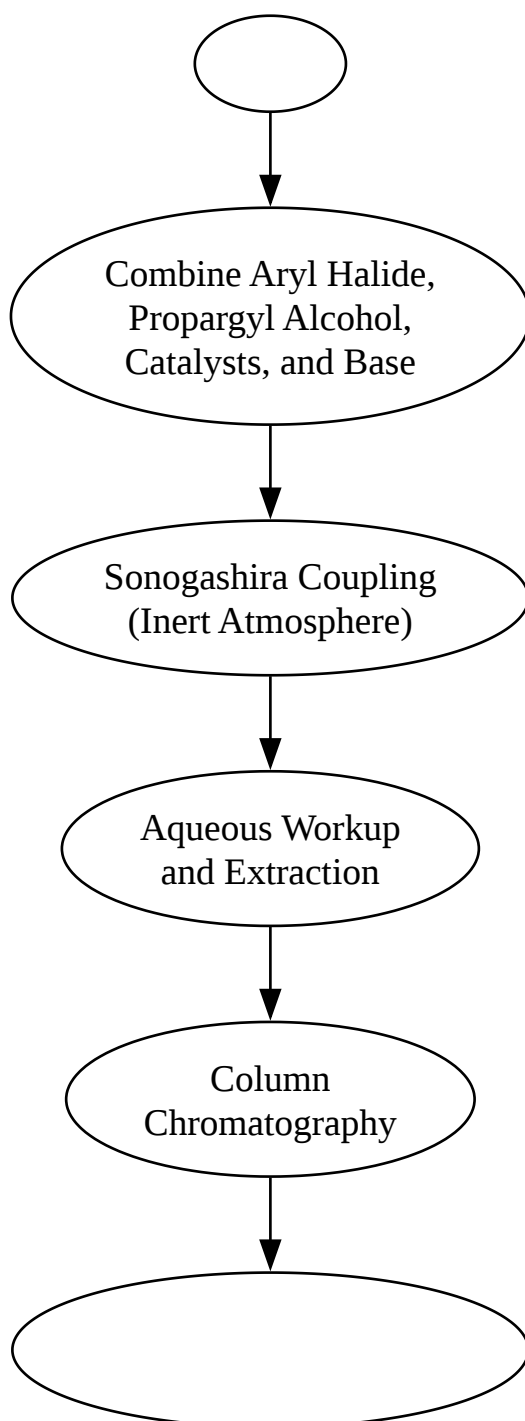 Combine Aryl Halide,
Propargyl Alcohol,
Catalysts, and Base
Sonogashira Coupling
(Inert Atmosphere)
Aqueous Workup
and Extraction
Column
Chromatography